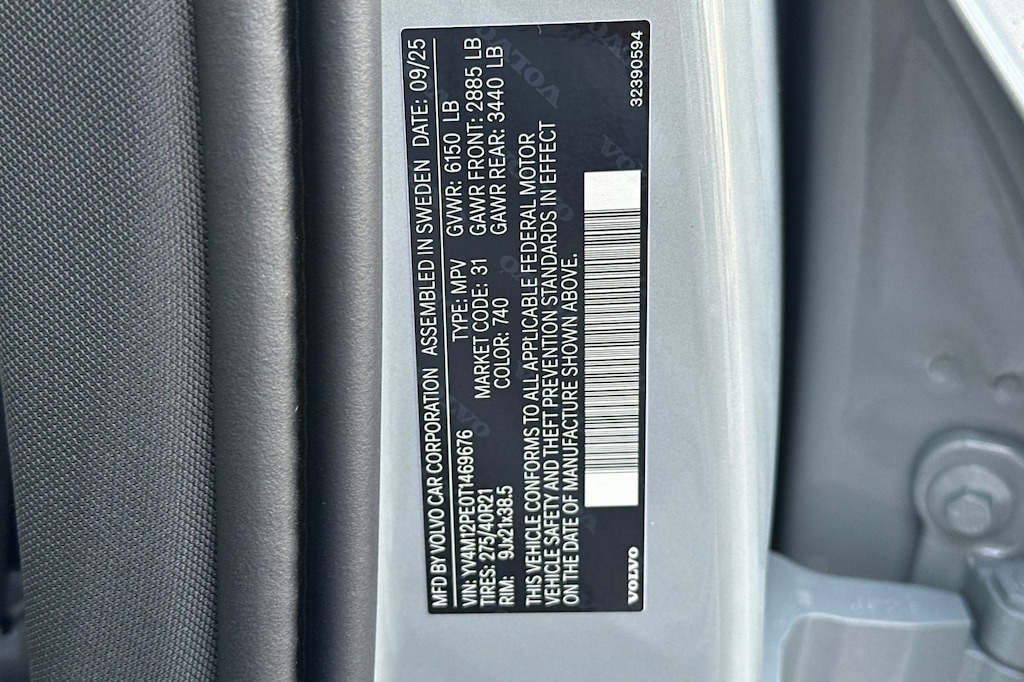 MFD BY VOLVO CAR CORPORATION ASSEMBLED IN SWEDEN DATE: 09/25
VIN: YV4M12PE0T1469676 TYPE: MPV GVWR: 6150 LB
TIRES: 275/40R21 MARKET CODE: 31 GAWR FRONT: 2885 LB
RIM: 9Jx21x38.5 COLOR: 740 GAWR REAR: 3440 LB
THIS VEHICLE CONFORMS TO ALL APPLICABLE FEDERAL MOTOR
VEHICLE SAFETY AND THEFT PREVENTION STANDARDS IN EFFECT
ON THE DATE OF MANUFACTURE SHOWN ABOVE.
VOLVO 32390594